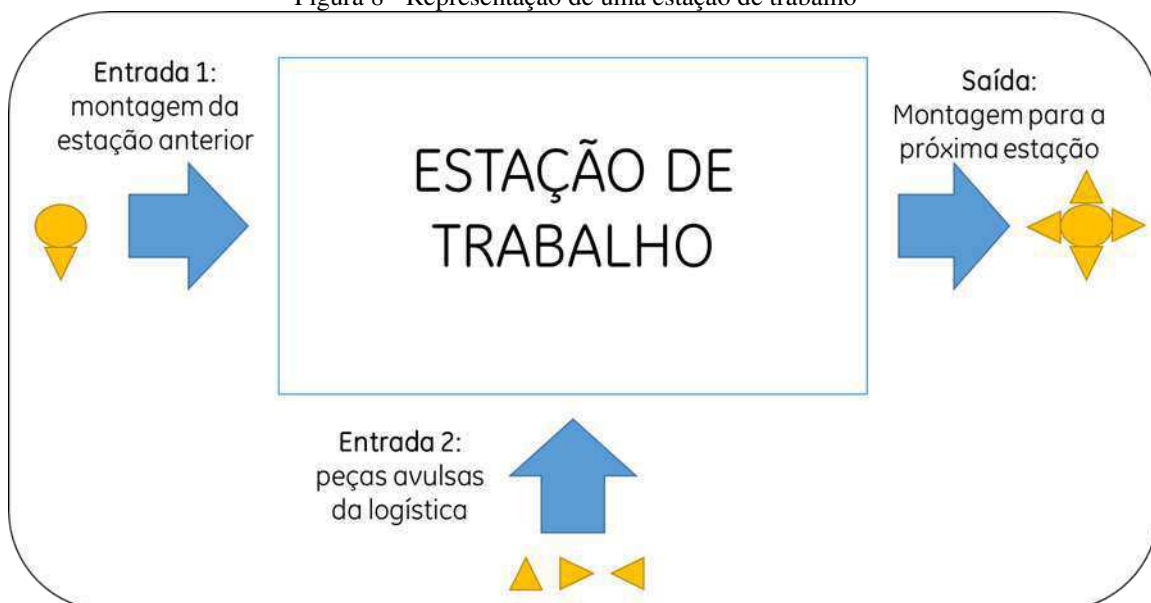 Figura 8 - Representação de uma estação de trabalho
Entrada 1:
montagem da
estação anterior
ESTAÇÃO DE
TRABALHO
Saída:
Montagem para a
próxima estação
Entrada 2:
peças avulsas
da logística